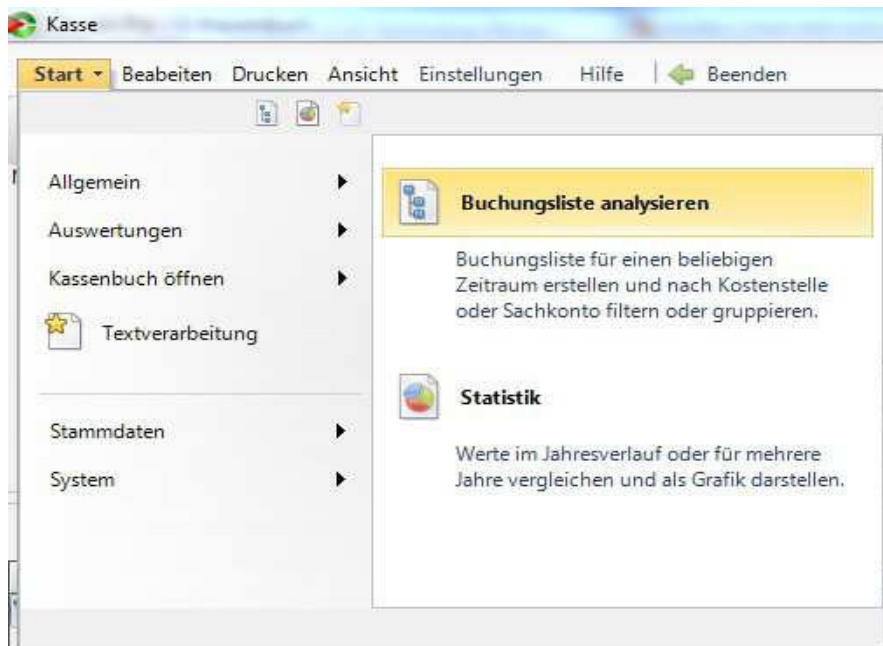 Kasse
Start Beabeiten Drucken Ansicht Einstellungen Hilfe Beenden
Allgemein
Auswertungen
Kassenbuch öffnen
Textverarbeitung
Stammdaten
System
Buchungsliste analysieren
Buchungsliste für einen beliebigen
Zeitraum erstellen und nach Kostenstelle
oder Sachkonto filtern oder gruppieren.
Statistik
Werte im Jahresverlauf oder für mehrere
Jahre vergleichen und als Grafik darstellen.